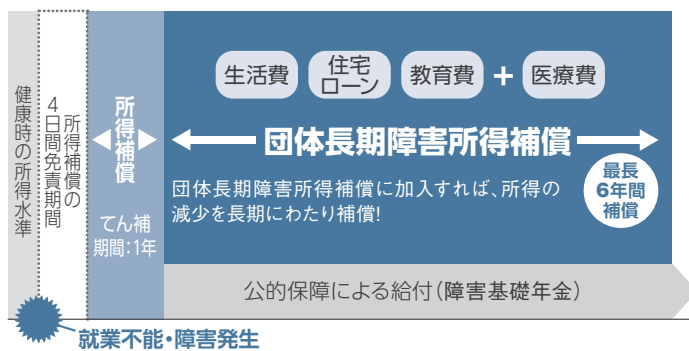 健康時の所得水準
所得補償の
4日間免責期間
所得補償
てん補
期間:1年
生活費
住宅
ローン
教育費
+
医療費
団体長期障害所得補償
団体長期障害所得補償に加入すれば、所得の
減少を長期にわたり補償!
最長
6年間
補償
公的保障による給付(障害基礎年金)
就業不能・障害発生